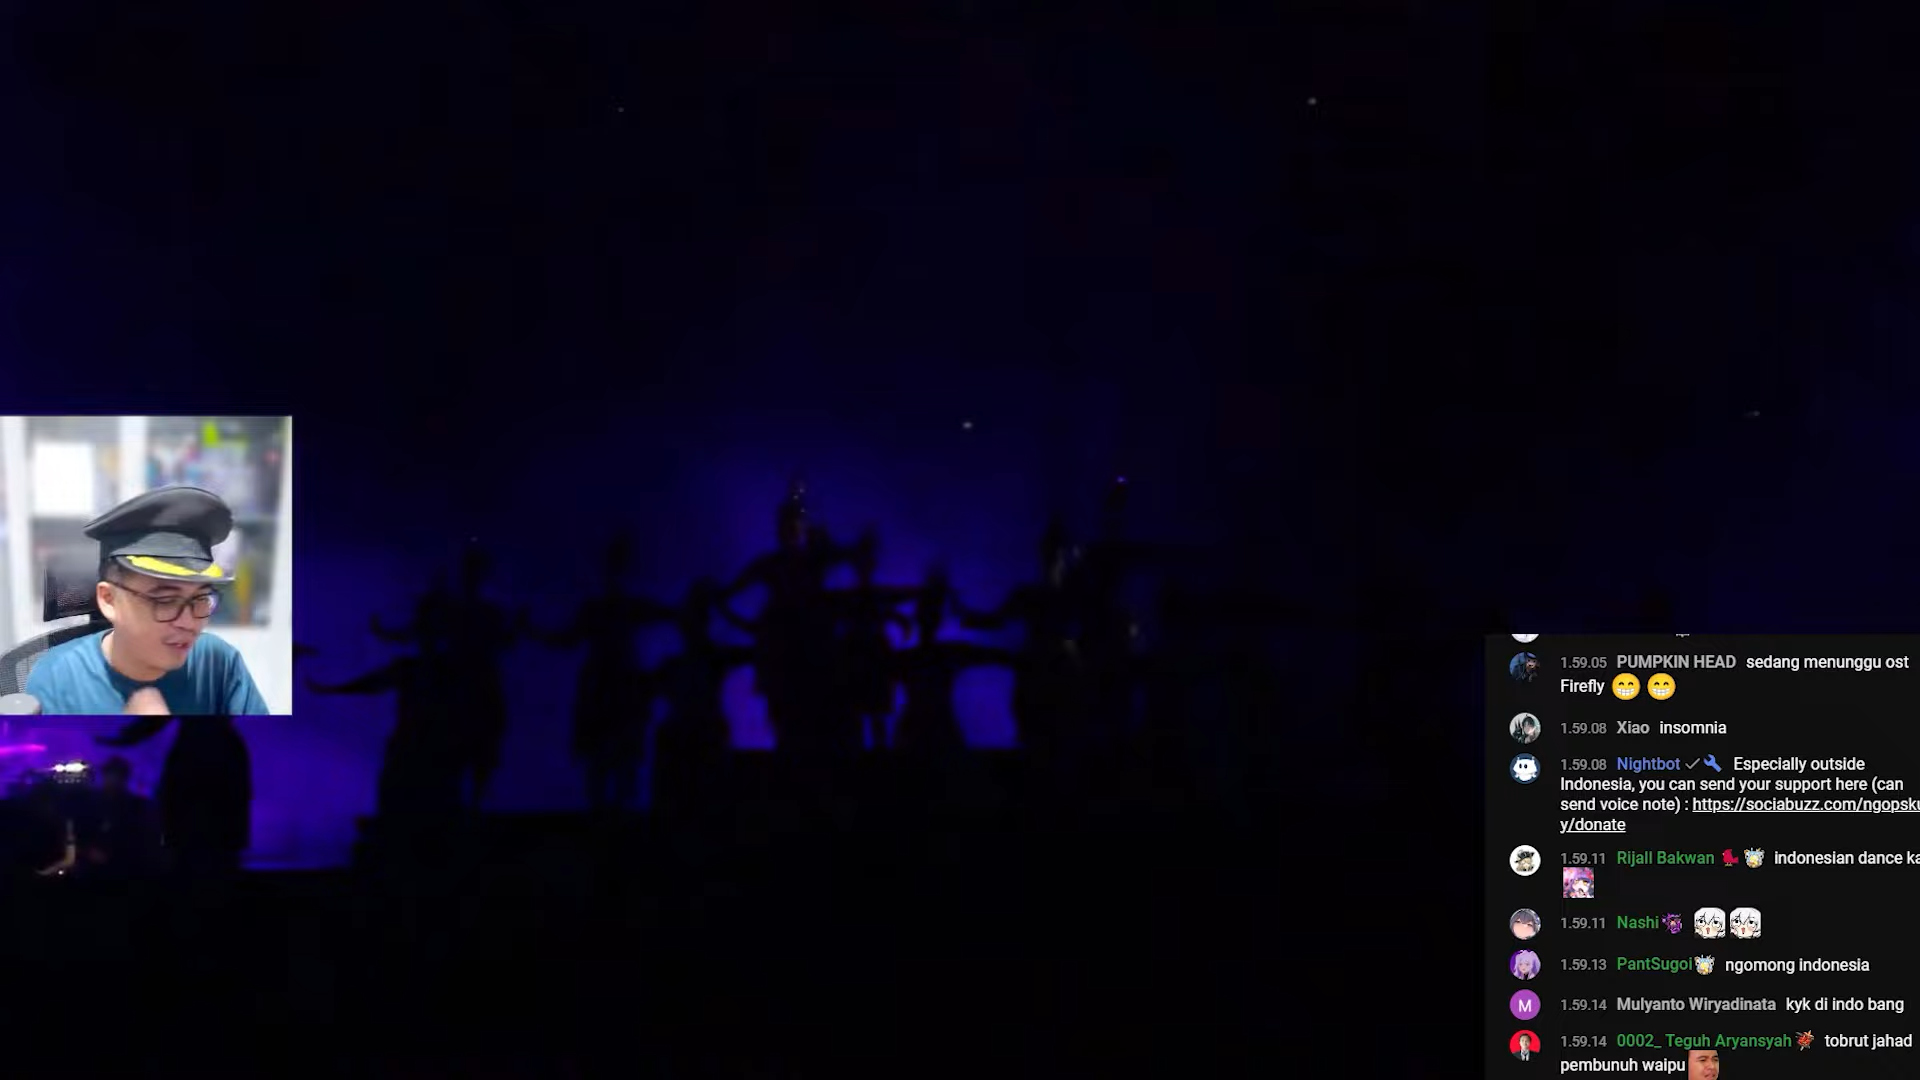 1.59.05 PUMPKIN HEAD sedang menunggu ost
Firefly 😁 😁
1.59.08 Xiao insomnia
1.59.08 Nightbot Especially outside
Indonesia, you can send your support here (can
send voice note) : https://sociabuzz.com/ngopsku
y/donate
1.59.11 Rijall Bakwan indonesian dance ka
1.59.11 Nashi
1.59.13 PantSugoi ngomong indonesia
M 1.59.14 Mulyanto Wiryadinata kyk di indo bang
1.59.14 0002_ Teguh Aryansyah tobrut jahad
pembunuh waipu